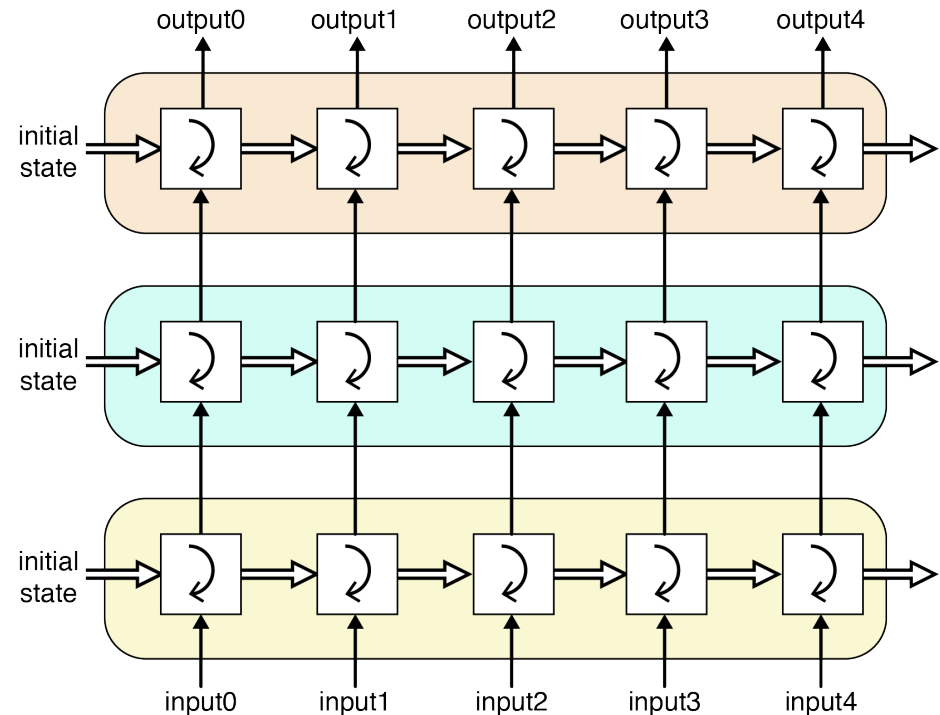 output0 output1 output2 output3 output4
initial
state
initial
state
initial
state
input0 input1 input2 input3 input4